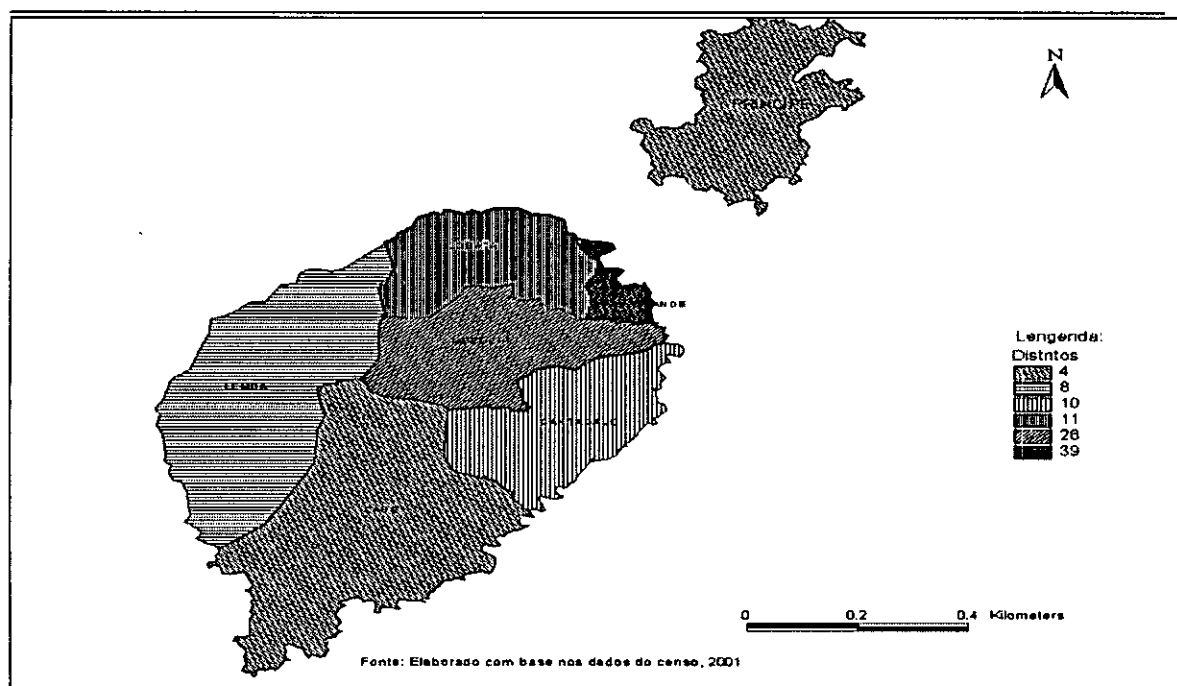 N
PRINCIPE
LEMBA
Lengenda:
Distritos
4
8
10
11
26
39
0 0.2 0.4 Kilometers
Fonte: Elaborado com base nos dados do censo, 2001